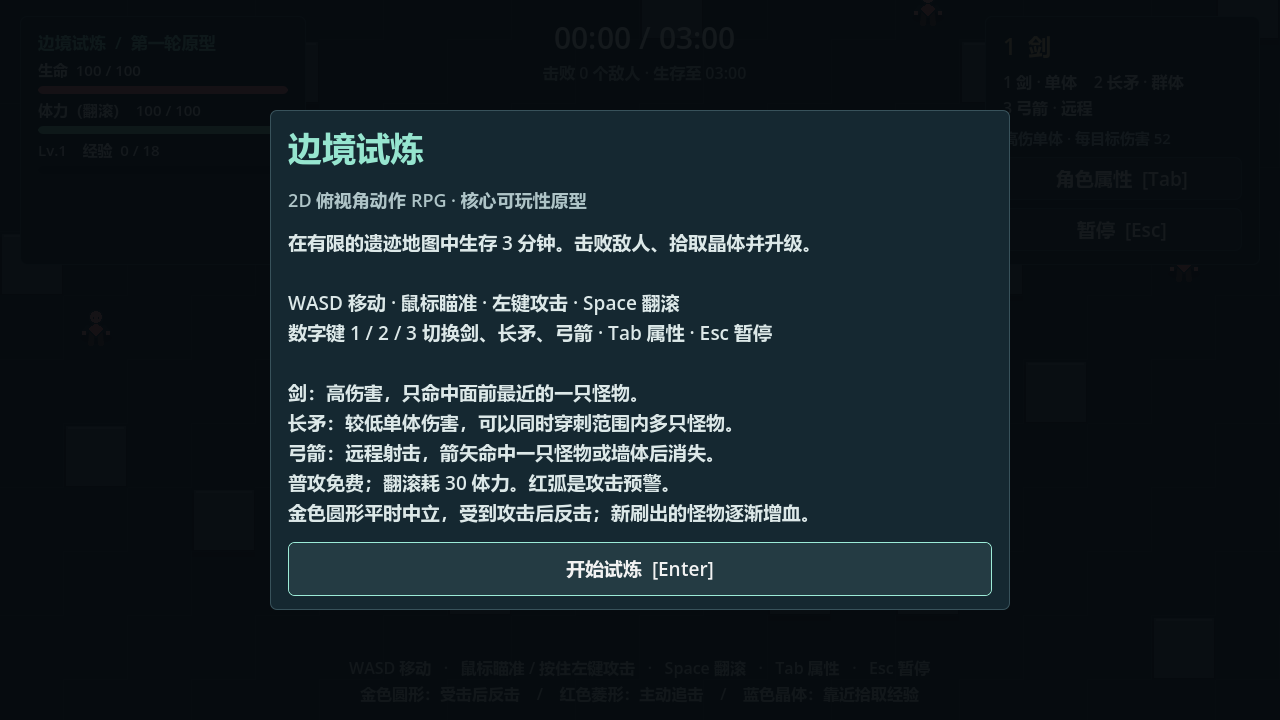 边境试炼 / 第一轮原型
生命 100 / 100
体力（翻滚） 100 / 100
Lv.1 经验 0 / 18
00:00 / 03:00
击败 0 个敌人 · 生存至 03:00
1 剑
1 剑 · 单体 2 长矛 · 群体
3 弓箭 · 远程
高伤单体 · 每目标伤害 52
角色属性 [Tab]
暂停 [Esc]
边境试炼
2D 俯视角动作 RPG · 核心可玩性原型
在有限的遗迹地图中生存 3 分钟。击败敌人、拾取晶体并升级。
WASD 移动 · 鼠标瞄准 · 左键攻击 · Space 翻滚
数字键 1 / 2 / 3 切换剑、长矛、弓箭 · Tab 属性 · Esc 暂停
剑：高伤害，只命中面前最近的一只怪物。
长矛：较低单体伤害，可以同时穿刺范围内多只怪物。
弓箭：远程射击，箭矢命中一只怪物或墙体后消失。
普攻免费；翻滚耗 30 体力。红弧是攻击预警。
金色圆形平时中立，受到攻击后反击；新刷出的怪物逐渐增血。
开始试炼 [Enter]
WASD 移动 · 鼠标瞄准 / 按住左键攻击 · Space 翻滚 · Tab 属性 · Esc 暂停
金色圆形：受击后反击 / 红色菱形：主动追击 / 蓝色晶体：靠近拾取经验